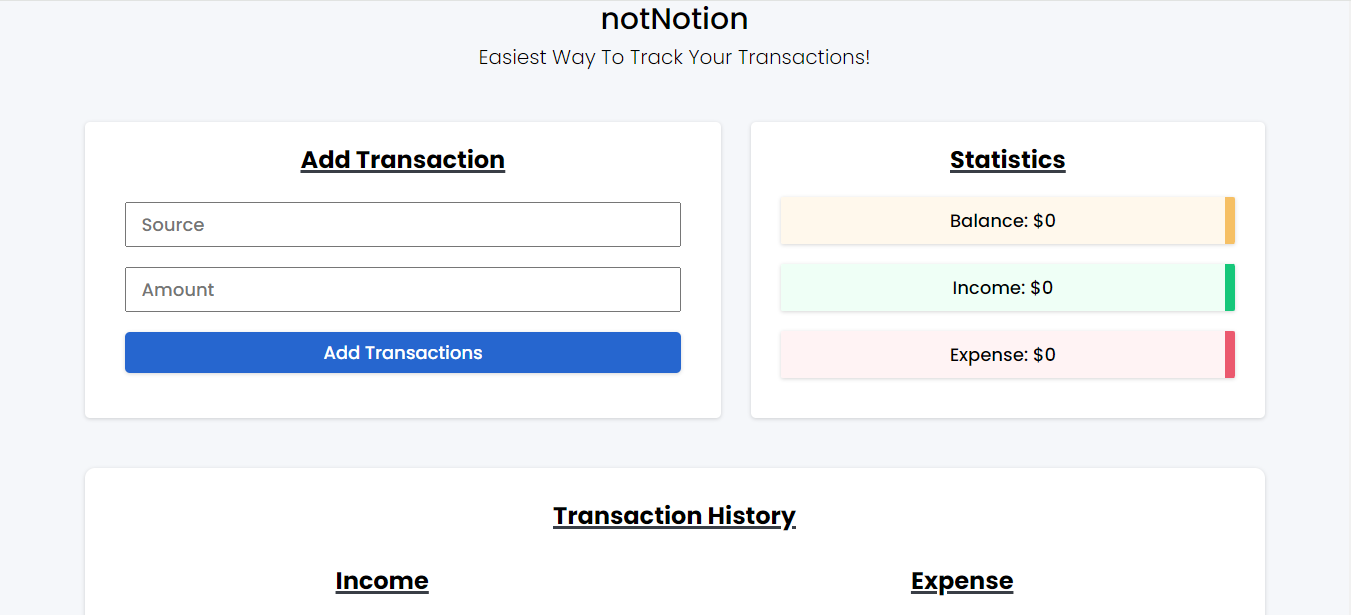 notNotion
Easiest Way To Track Your Transactions!
Add Transaction
Source
Amount
Add Transactions
Statistics
Balance: $0
Income: $0
Expense: $0
Transaction History
Income
Expense